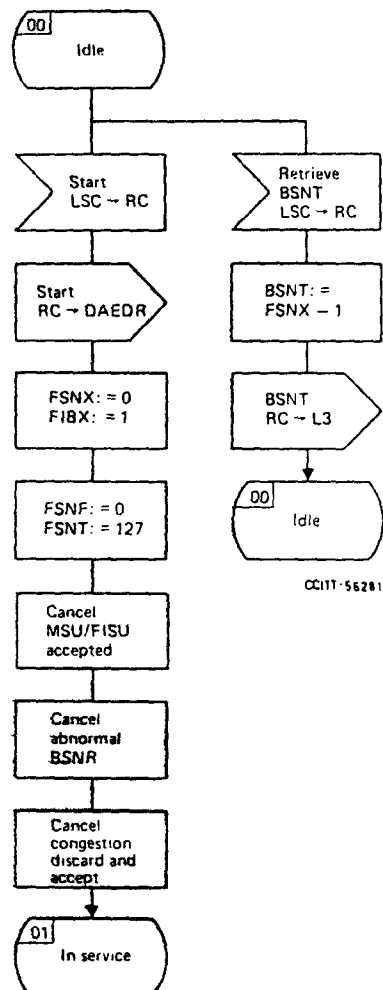 00
Idle
Start
LSC → RC
Start
RC → DAEDR
FSNX: = 0
FIBX: = 1
FSNF: = 0
FSNT: = 127
Cancel
MSU/FISU
accepted
Cancel
abnormal
BSNR
Cancel
congestion
discard and
accept
01
In service
Retrieve
BSNT
LSC → RC
BSNT: =
FSNX − 1
BSNT
RC → L3
00
Idle
CCITT-56281